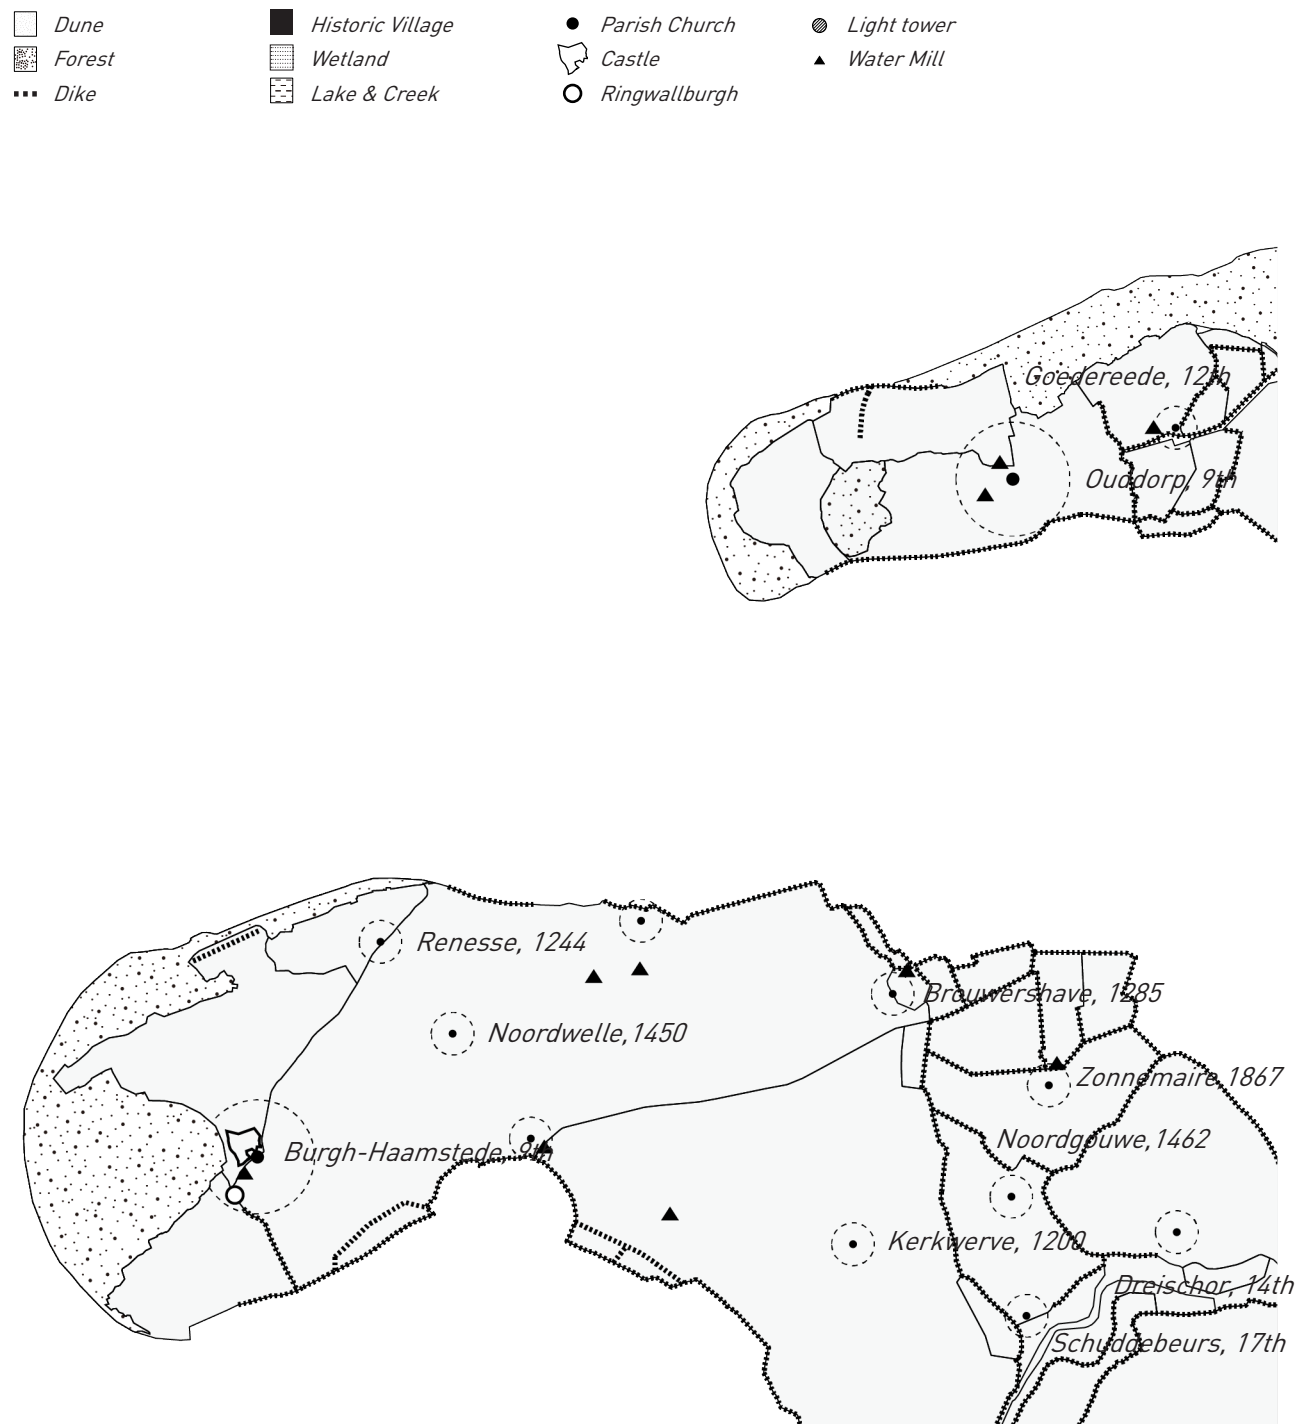 Dune
Historic Village
Parish Church
Light tower
Forest
Wetland
Castle
Water Mill
Dike
Lake & Creek
Ringwallburgh
Goedereede, 12th
Ouddorp, 9th
Renesse, 1244
Brouwershave, 1285
Noordwelle,1450
Zonnemaire,1867
Noordgouwe,1462
Burgh-Haamstede, 9th
Kerkwerve, 1200
Dreischor, 14th
Schuddebeurs, 17th